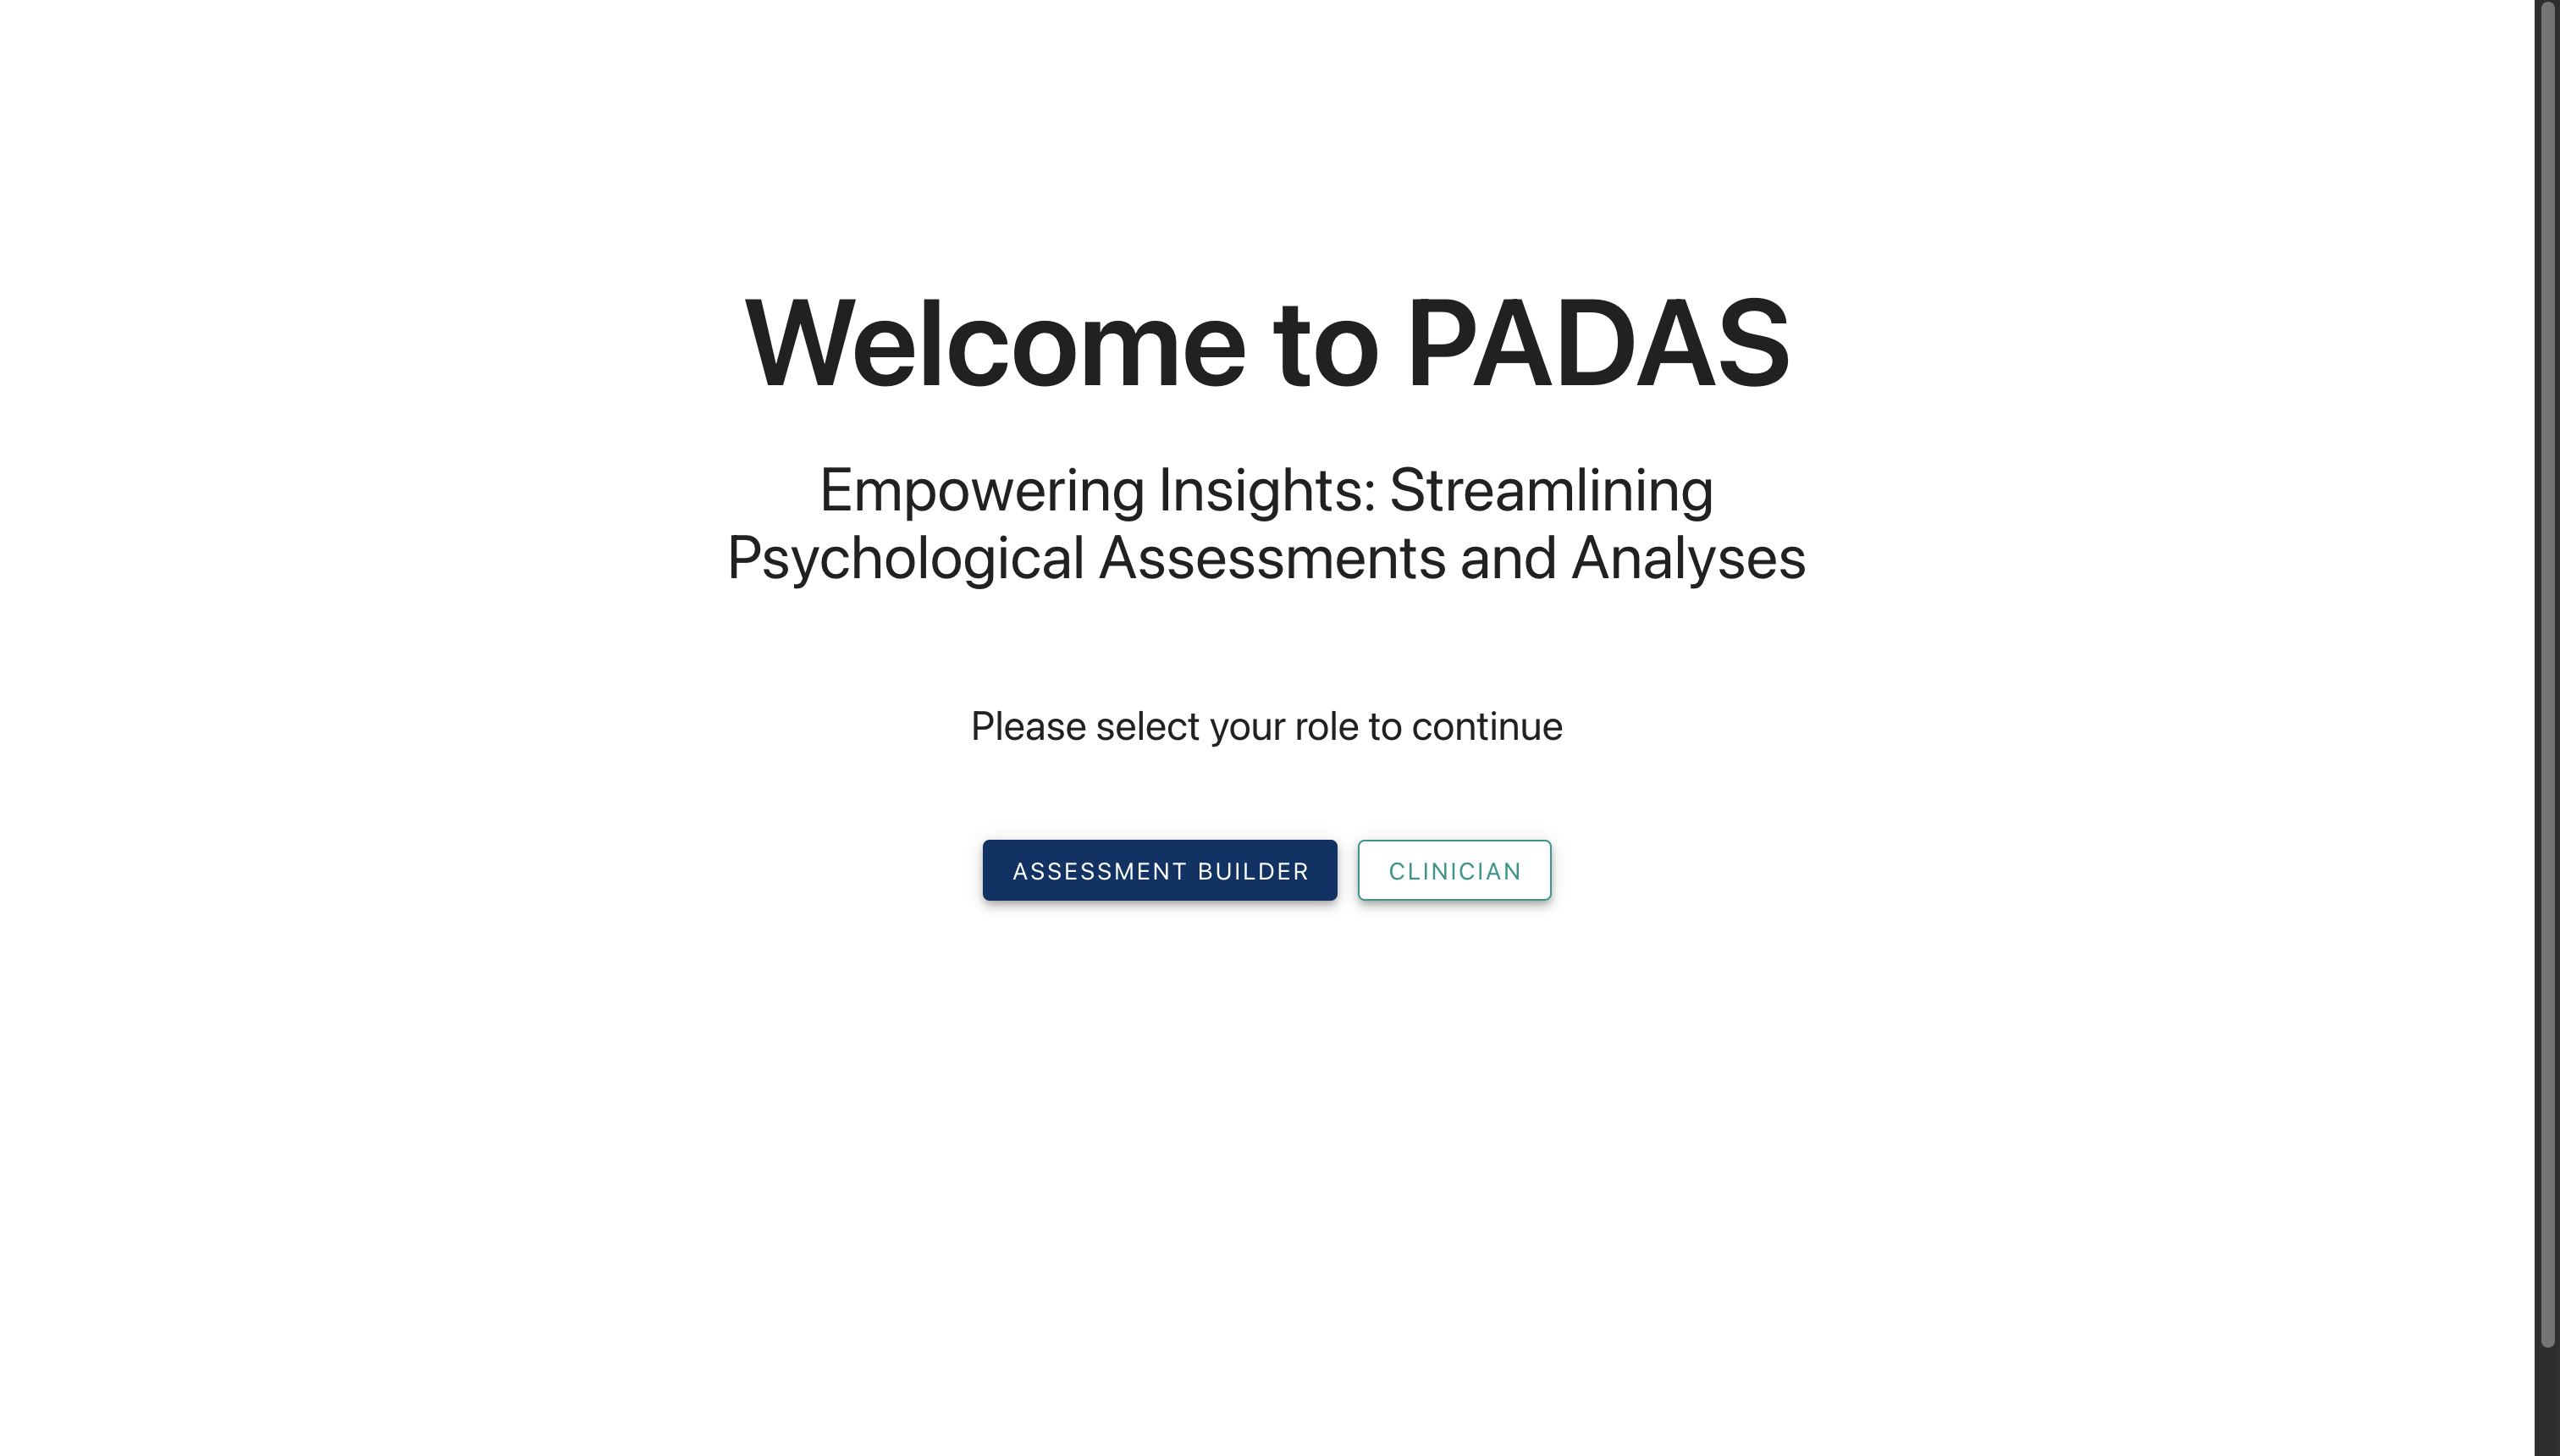 Welcome to PADAS
Empowering Insights: Streamlining
Psychological Assessments and Analyses
Please select your role to continue
ASSESSMENT BUILDER
CLINICIAN